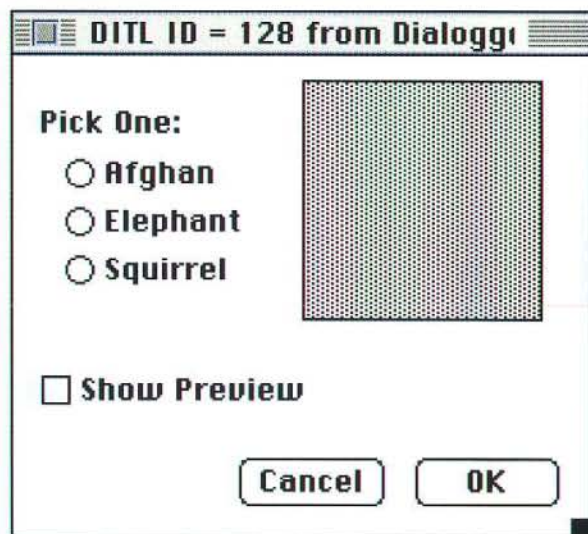 DITL ID = 128 from Dialogg
Pick One:
Afghan
Elephant
Squirrel
Show Preview
Cancel
OK